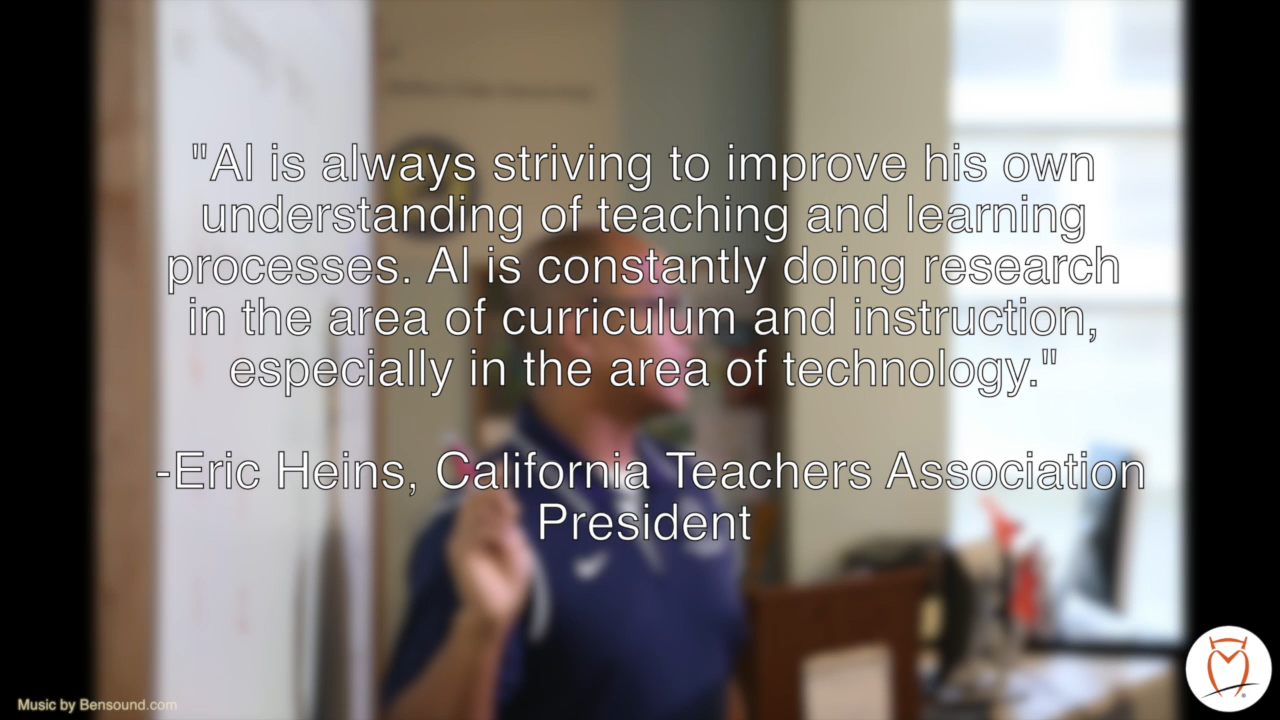 "Al is always striving to improve his own
understanding of teaching and learning
processes. Al is constantly doing research
in the area of curriculum and instruction,
especially in the area of technology."
-Eric Heins, California Teachers Association
President
Music by Bensound.com